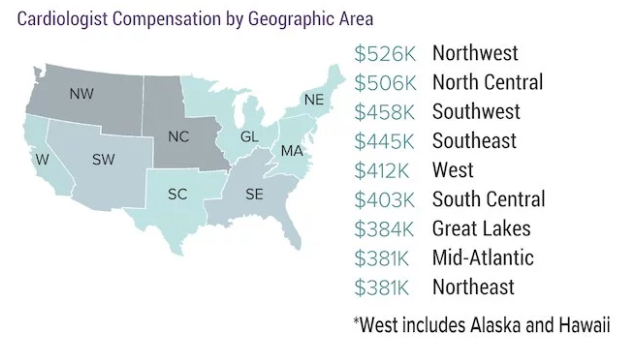 Cardiologist Compensation by Geographic Area
NW
NC
NE
GL
MA
W
SW
SC
SE
$526K Northwest
$506K North Central
$458K Southwest
$445K Southeast
$412K West
$403K South Central
$384K Great Lakes
$381K Mid-Atlantic
$381K Northeast
*West includes Alaska and Hawaii